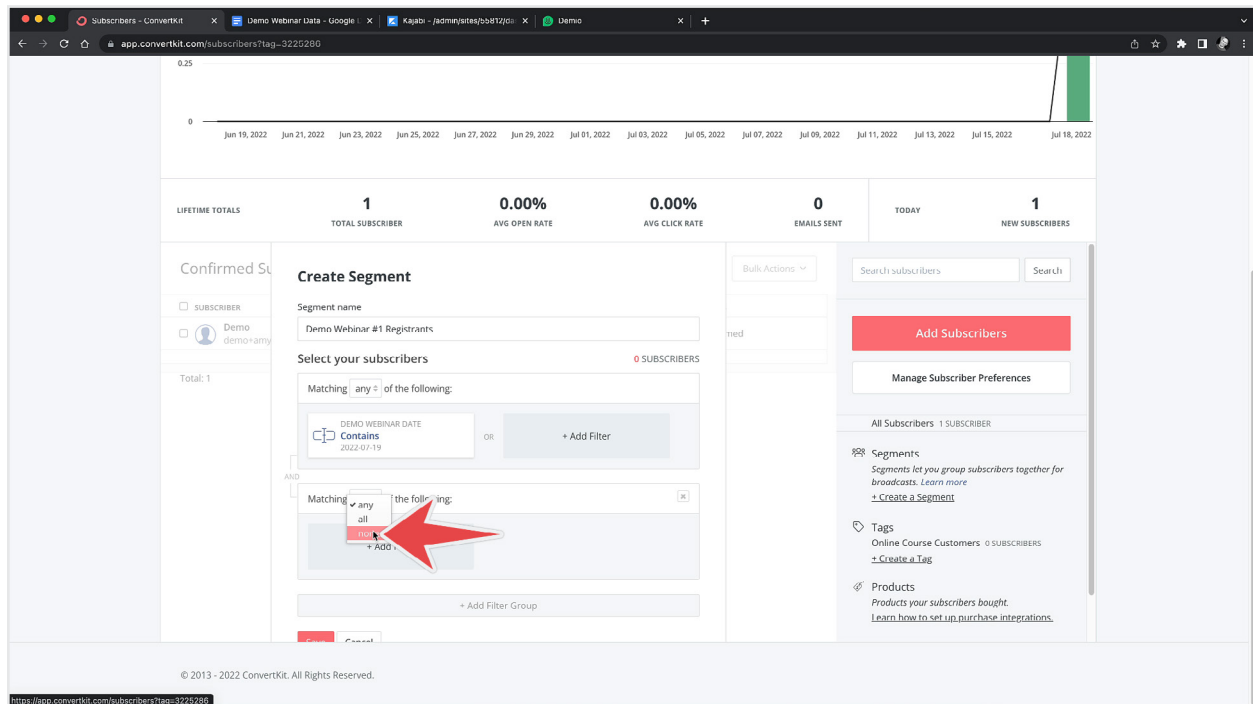 Subscribers - ConvertKit
Demo Webinar Data - Google
Kajabi - /admin/sites/55812/da
Demio
app.convertkit.com/subscribers?tag=3225286
0.25
0
Jun 19, 2022 Jun 21, 2022 Jun 23, 2022 Jun 25, 2022 Jun 27, 2022 Jun 29, 2022 Jul 01, 2022 Jul 03, 2022 Jul 05, 2022 Jul 07, 2022 Jul 09, 2022 Jul 11, 2022 Jul 13, 2022 Jul 15, 2022 Jul 18, 2022
LIFETIME TOTALS
1
TOTAL SUBSCRIBER
0.00%
AVG OPEN RATE
0.00%
AVG CLICK RATE
0
EMAILS SENT
TODAY
1
NEW SUBSCRIBERS
Confirmed Su
Bulk Actions
SUBSCRIBER
Demo
demo+amy
med
Total: 1
Create Segment
Segment name
Demo Webinar #1 Registrants
Select your subscribers
0 SUBSCRIBERS
Matching any of the following:
DEMO WEBINAR DATE
Contains
2022-07-19
OR
+ Add Filter
AND
Matching
any
all
+ Add
+ Add Filter Group
Save Cancel
Search subscribers
Search
Add Subscribers
Manage Subscriber Preferences
All Subscribers 1 SUBSCRIBER
Segments
Segments let you group subscribers together for
broadcasts. Learn more
+ Create a Segment
Tags
Online Course Customers 0 SUBSCRIBERS
+ Create a Tag
Products
Products your subscribers bought.
Learn how to set up purchase integrations.
© 2013 - 2022 ConvertKit. All Rights Reserved.
https://app.convertkit.com/subscribers?tag=3225286